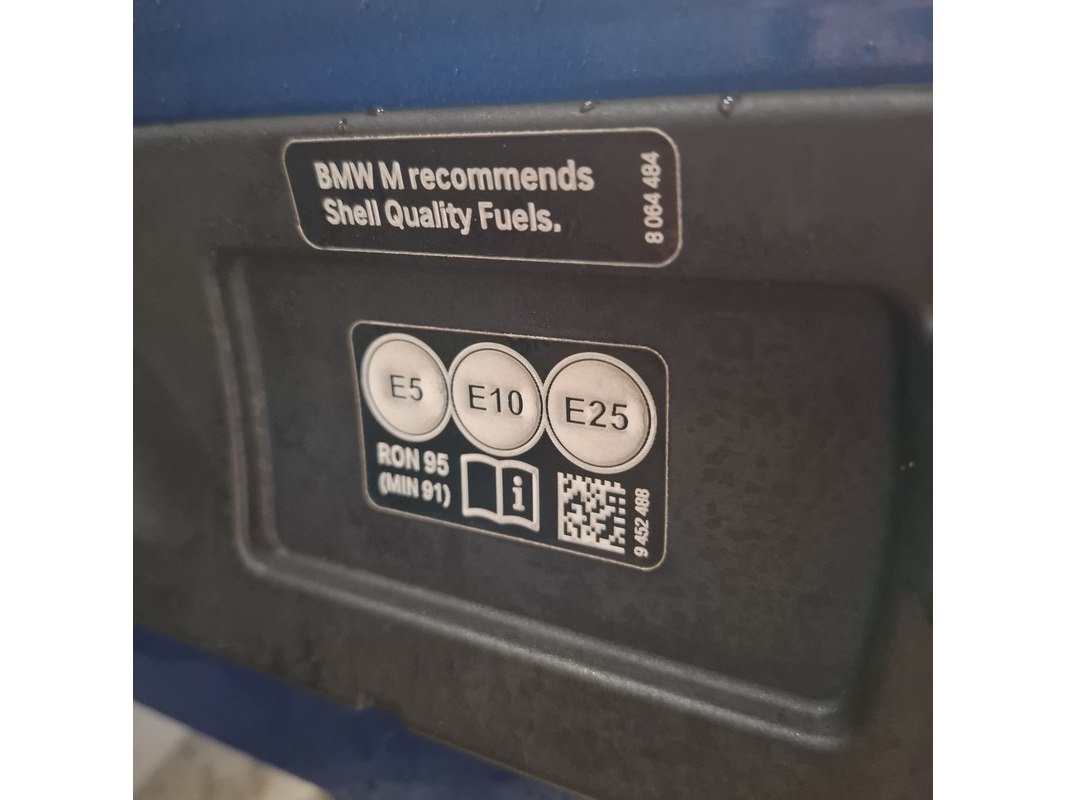 BMW M recommends
Shell Quality Fuels.
8 064 484
E5 E10 E25
RON 95
(MIN 91)
i
9 452 488